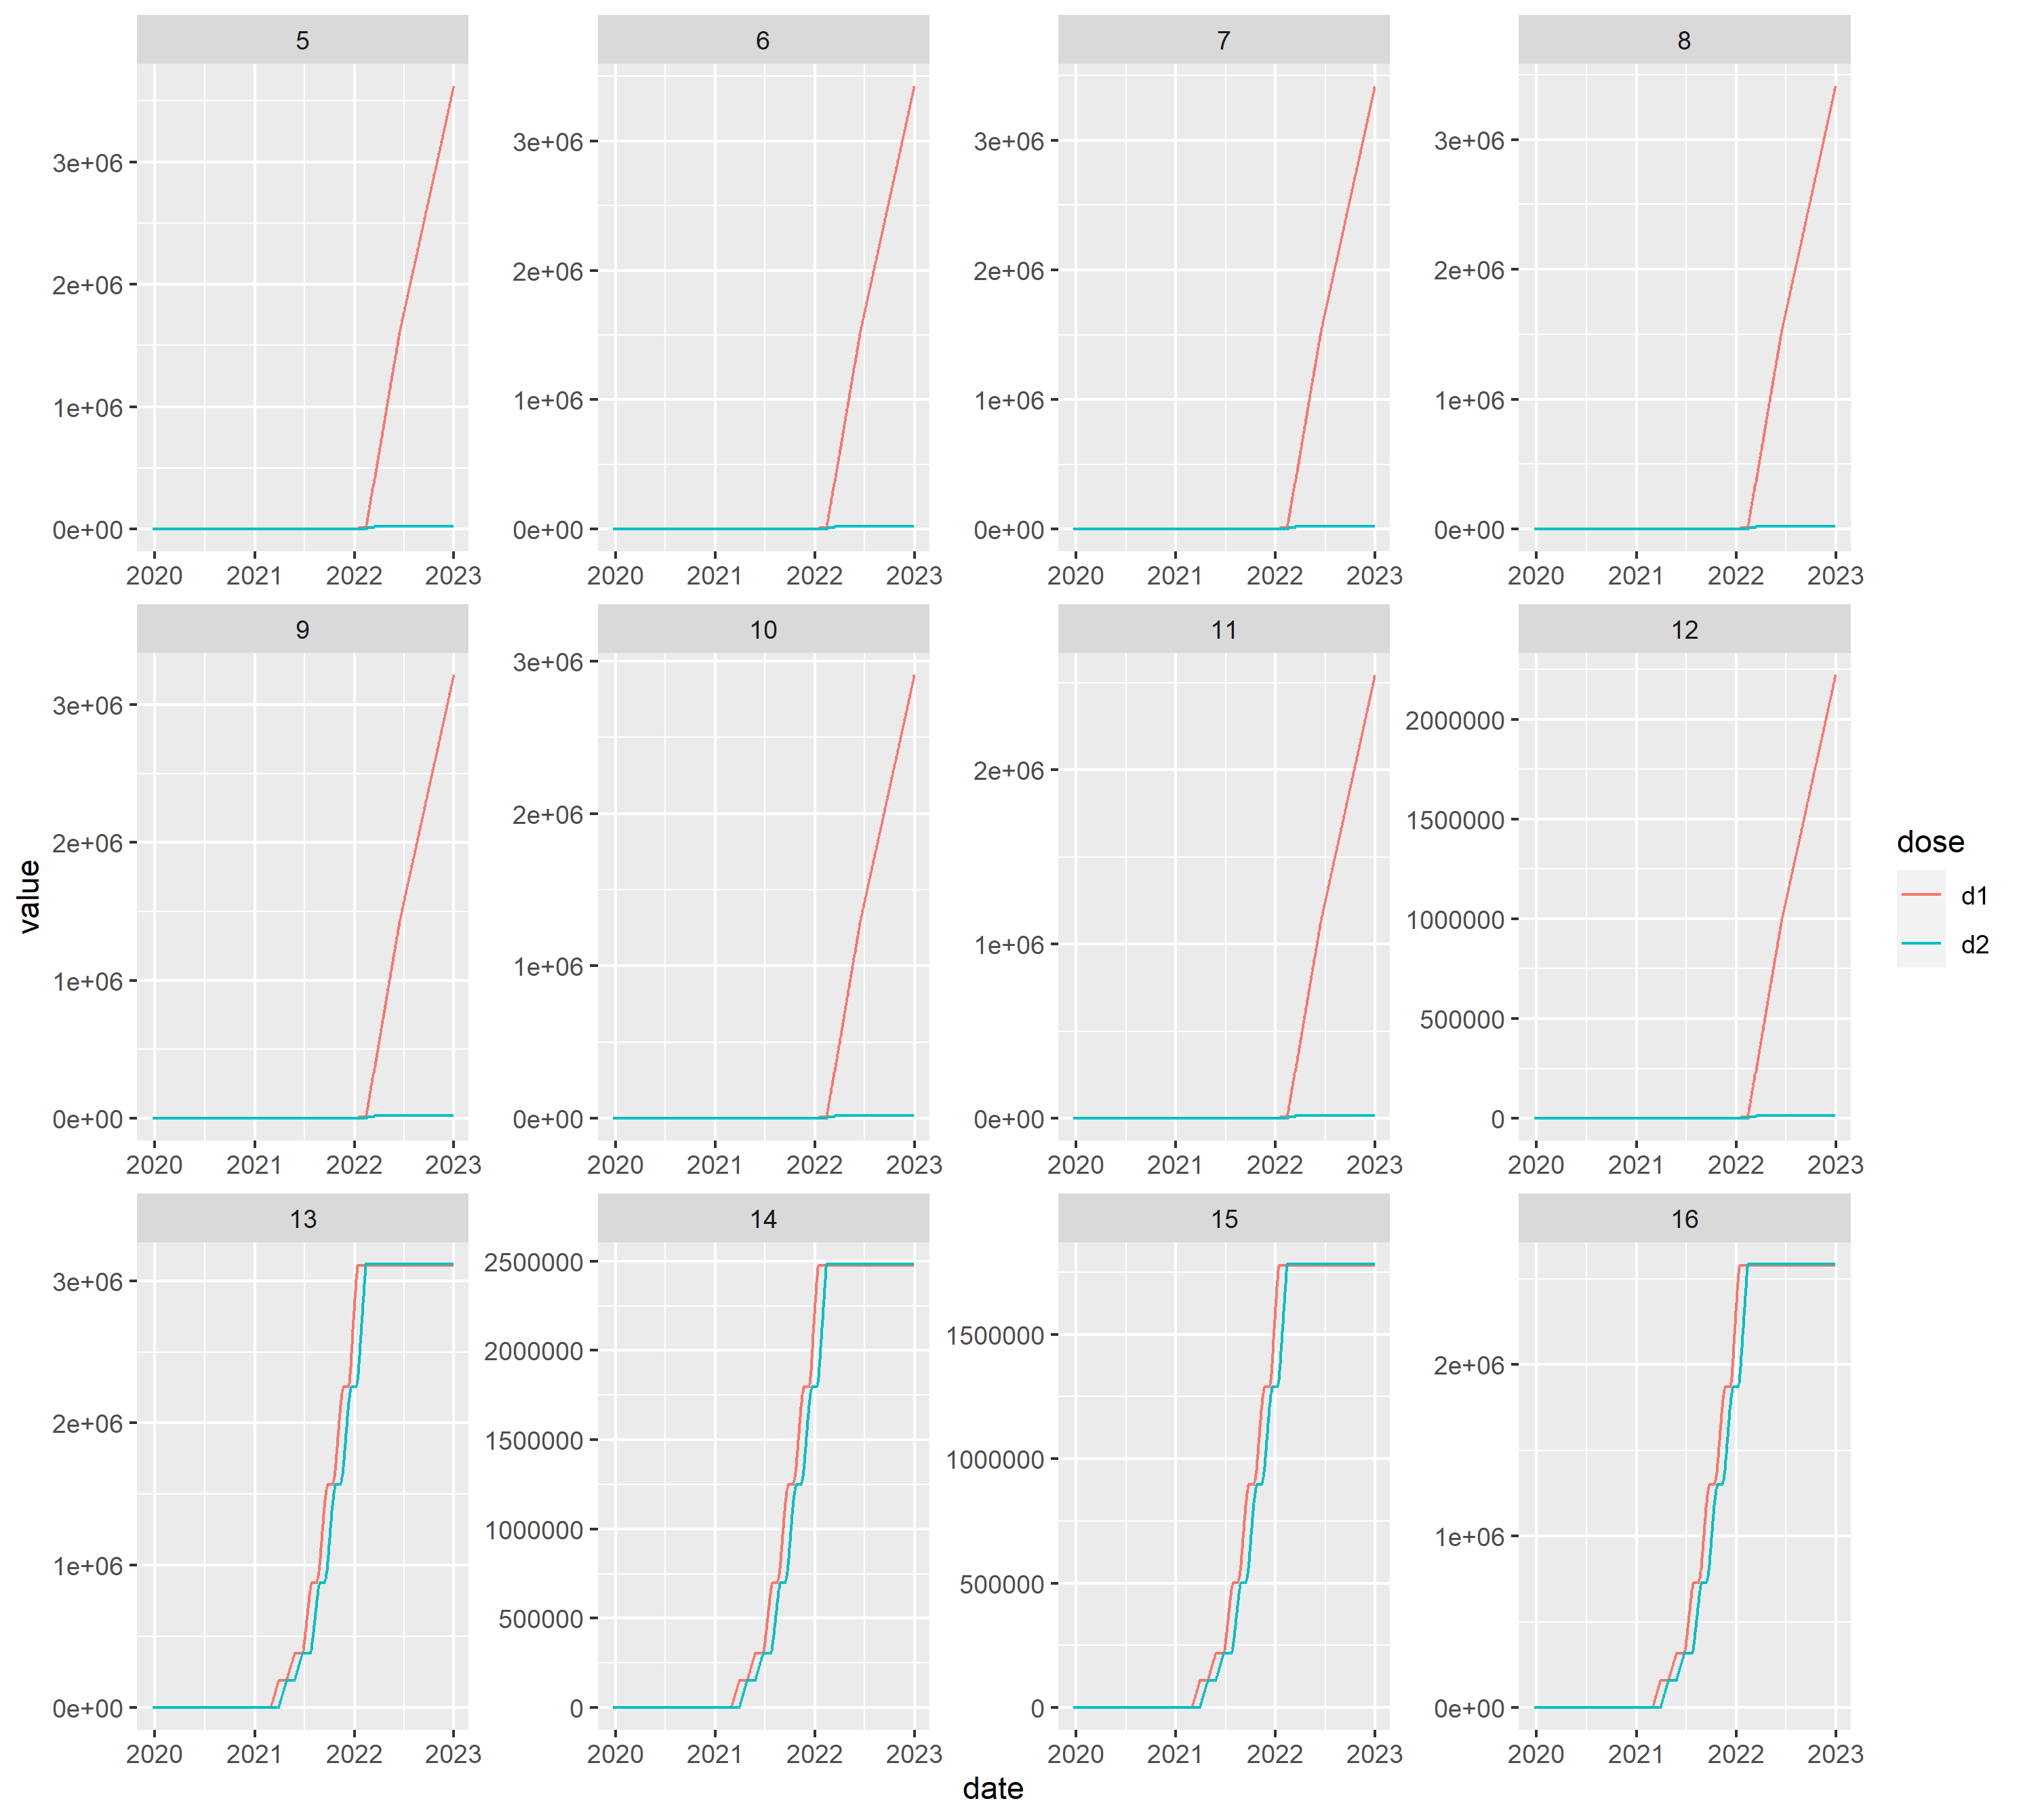 5 6 7 8
3e+06 3e+06 3e+06 3e+06
2e+06 2e+06 2e+06 2e+06
1e+06 1e+06 1e+06 1e+06
0e+00 0e+00 0e+00 0e+00
2020 2021 2022 2023 2020 2021 2022 2023 2020 2021 2022 2023 2020 2021 2022 2023
9 10 11 12
3e+06 3e+06 2e+06 2000000
2e+06 2e+06 1e+06 1500000
1e+06 1e+06 0e+00 1000000
0e+00 0e+00 500000
0
2020 2021 2022 2023 2020 2021 2022 2023 2020 2021 2022 2023 2020 2021 2022 2023
13 14 15 16
3e+06 2500000 1500000 2e+06
2e+06 2000000 1000000 1e+06
1e+06 1500000 500000 0e+00
0e+00 1000000 0
500000
0
2020 2021 2022 2023 2020 2021 2022 2023 2020 2021 2022 2023 2020 2021 2022 2023
value
date
dose
d1
d2